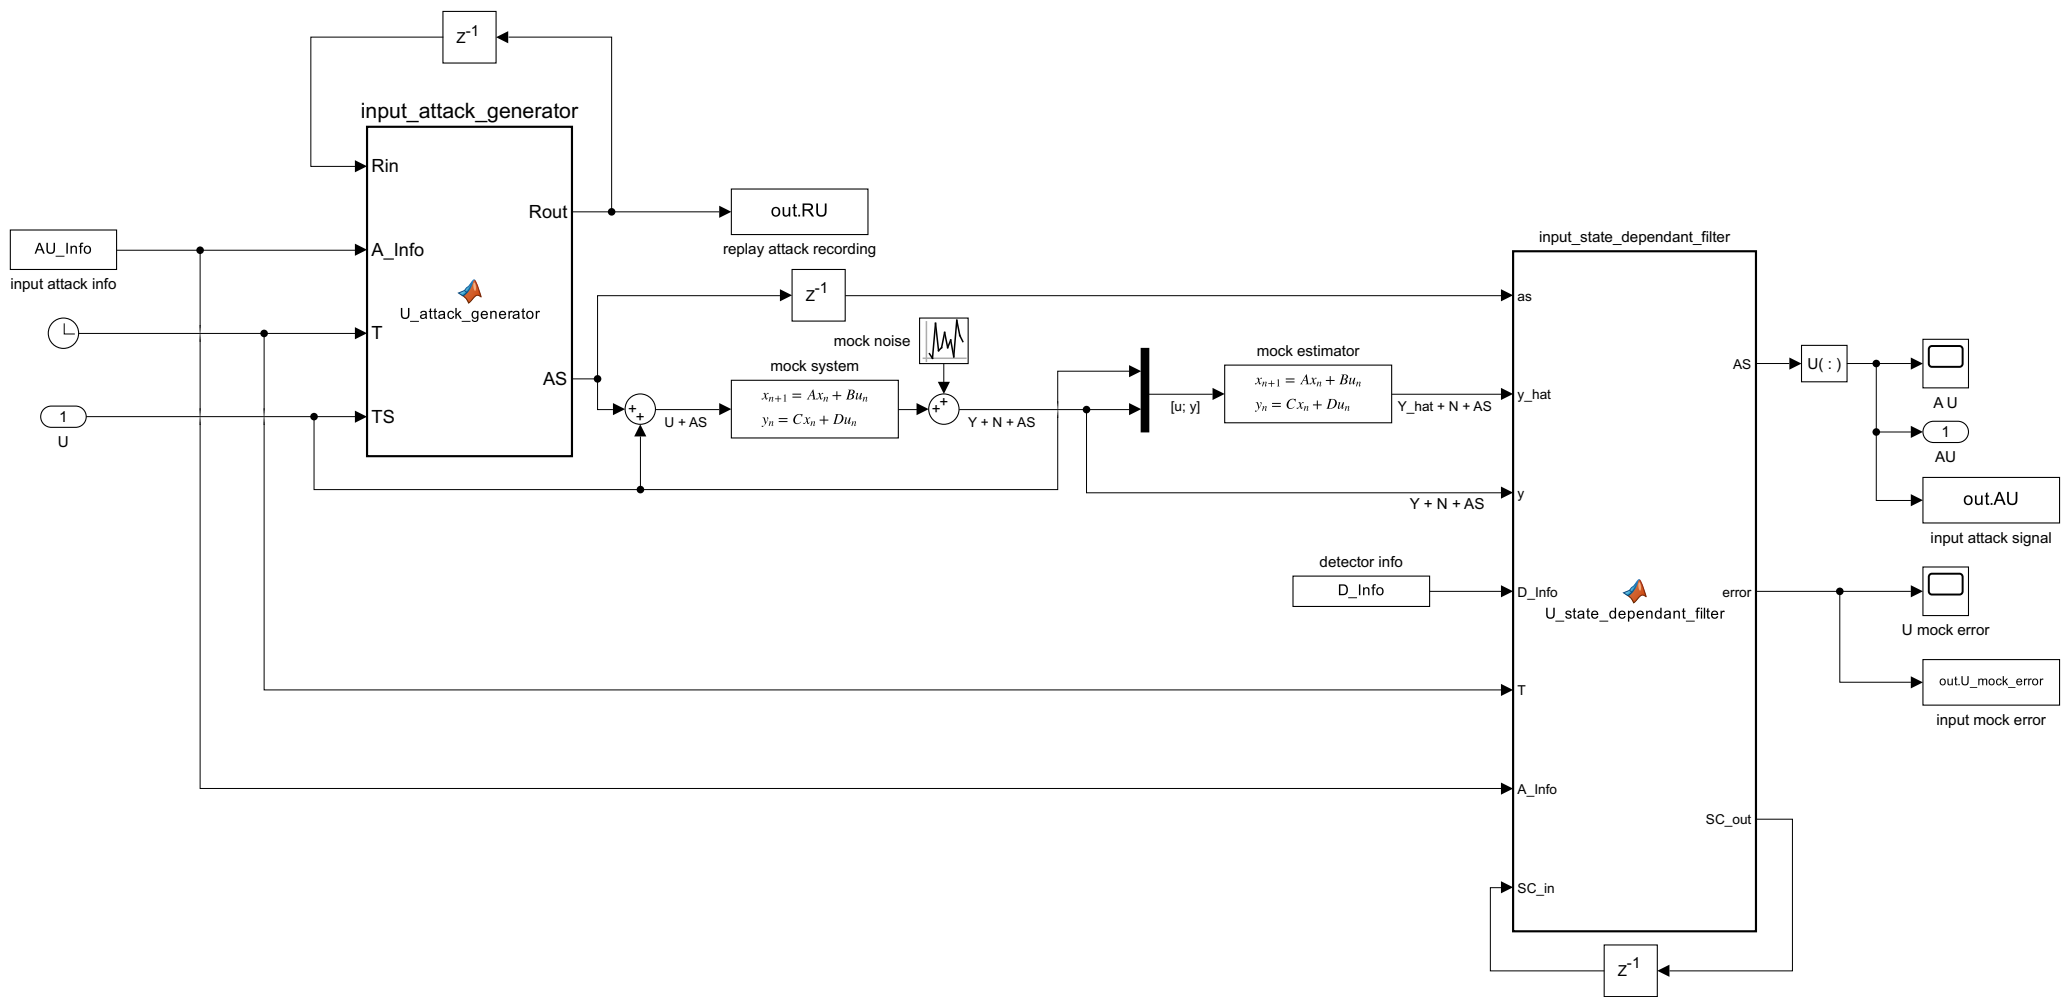 Z-1
input_attack_generator
Rin
Rout
out.RU
replay attack recording
AU_Info
input attack info
A_Info
U_attack_generator
T
AS
1
U
TS
Z-1
mock noise
mock system
xn+1 = Axn + Bun
yn = Cxn + Dun
+
+
U + AS
+
+
Y + N + AS
[u; y]
mock estimator
xn+1 = Axn + Bun
yn = Cxn + Dun
Y_hat + N + AS
Y + N + AS
detector info
D_Info
input_state_dependant_filter
as
y_hat
y
D_Info
T
A_Info
SC_in
U_state_dependant_filter
AS
error
SC_out
U( : )
A U
1
AU
out.AU
input attack signal
U mock error
out.U_mock_error
input mock error
Z-1